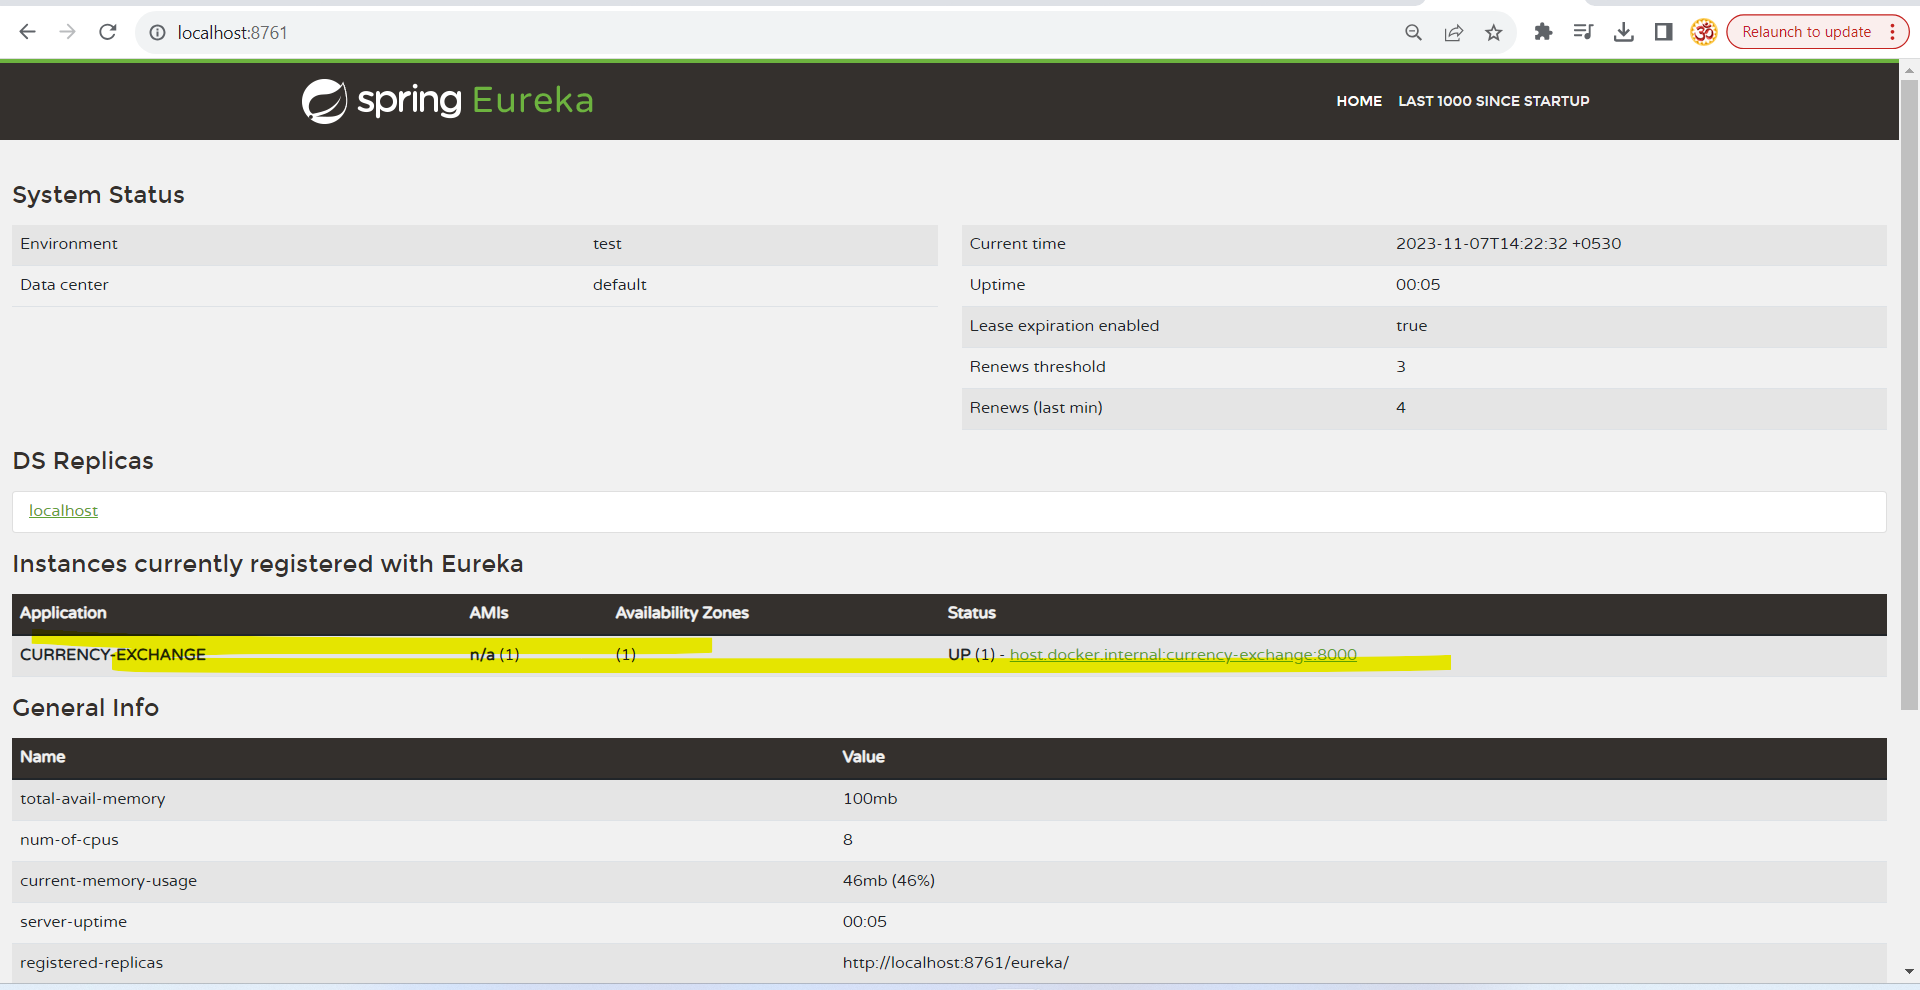 localhost:8761
Relaunch to update
spring Eureka
HOME LAST 1000 SINCE STARTUP
System Status
Environment test
Data center default
Current time 2023-11-07T14:22:32 +0530
Uptime 00:05
Lease expiration enabled true
Renews threshold 3
Renews (last min) 4
DS Replicas
localhost
Instances currently registered with Eureka
Application AMIs Availability Zones Status
CURRENCY-EXCHANGE n/a (1) (1) UP (1) - host.docker.internal:currency-exchange:8000
General Info
Name Value
total-avail-memory 100mb
num-of-cpus 8
current-memory-usage 46mb (46%)
server-uptime 00:05
registered-replicas http://localhost:8761/eureka/